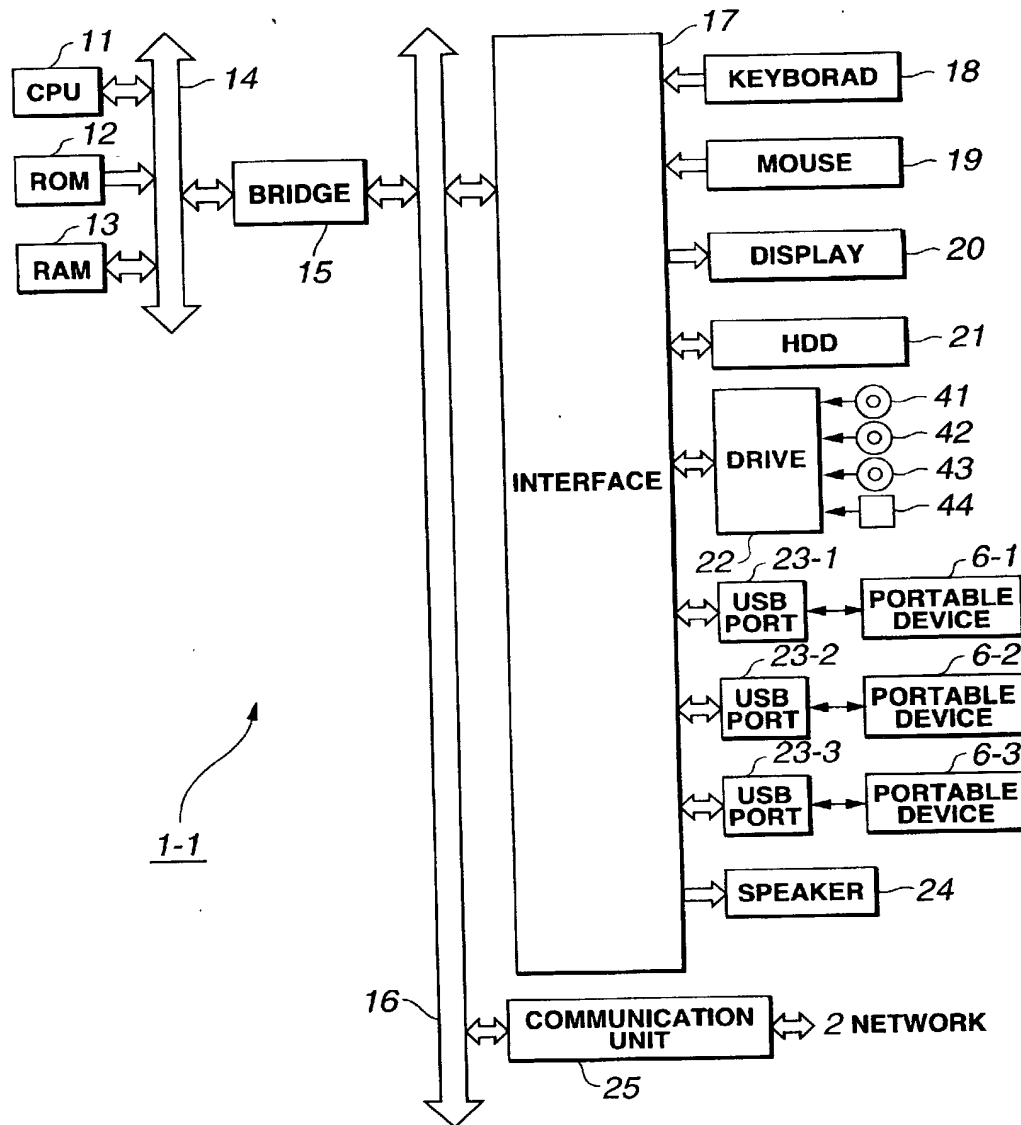 11
CPU
12
ROM
13
RAM
14
BRIDGE
15
16
17
INTERFACE
KEYBORAD 18
MOUSE 19
DISPLAY 20
HDD 21
DRIVE
22
41
42
43
44
23-1
USB
PORT
6-1
PORTABLE
DEVICE
23-2
USB
PORT
6-2
PORTABLE
DEVICE
23-3
USB
PORT
6-3
PORTABLE
DEVICE
SPEAKER 24
1-1
COMMUNICATION
UNIT
25
2 NETWORK